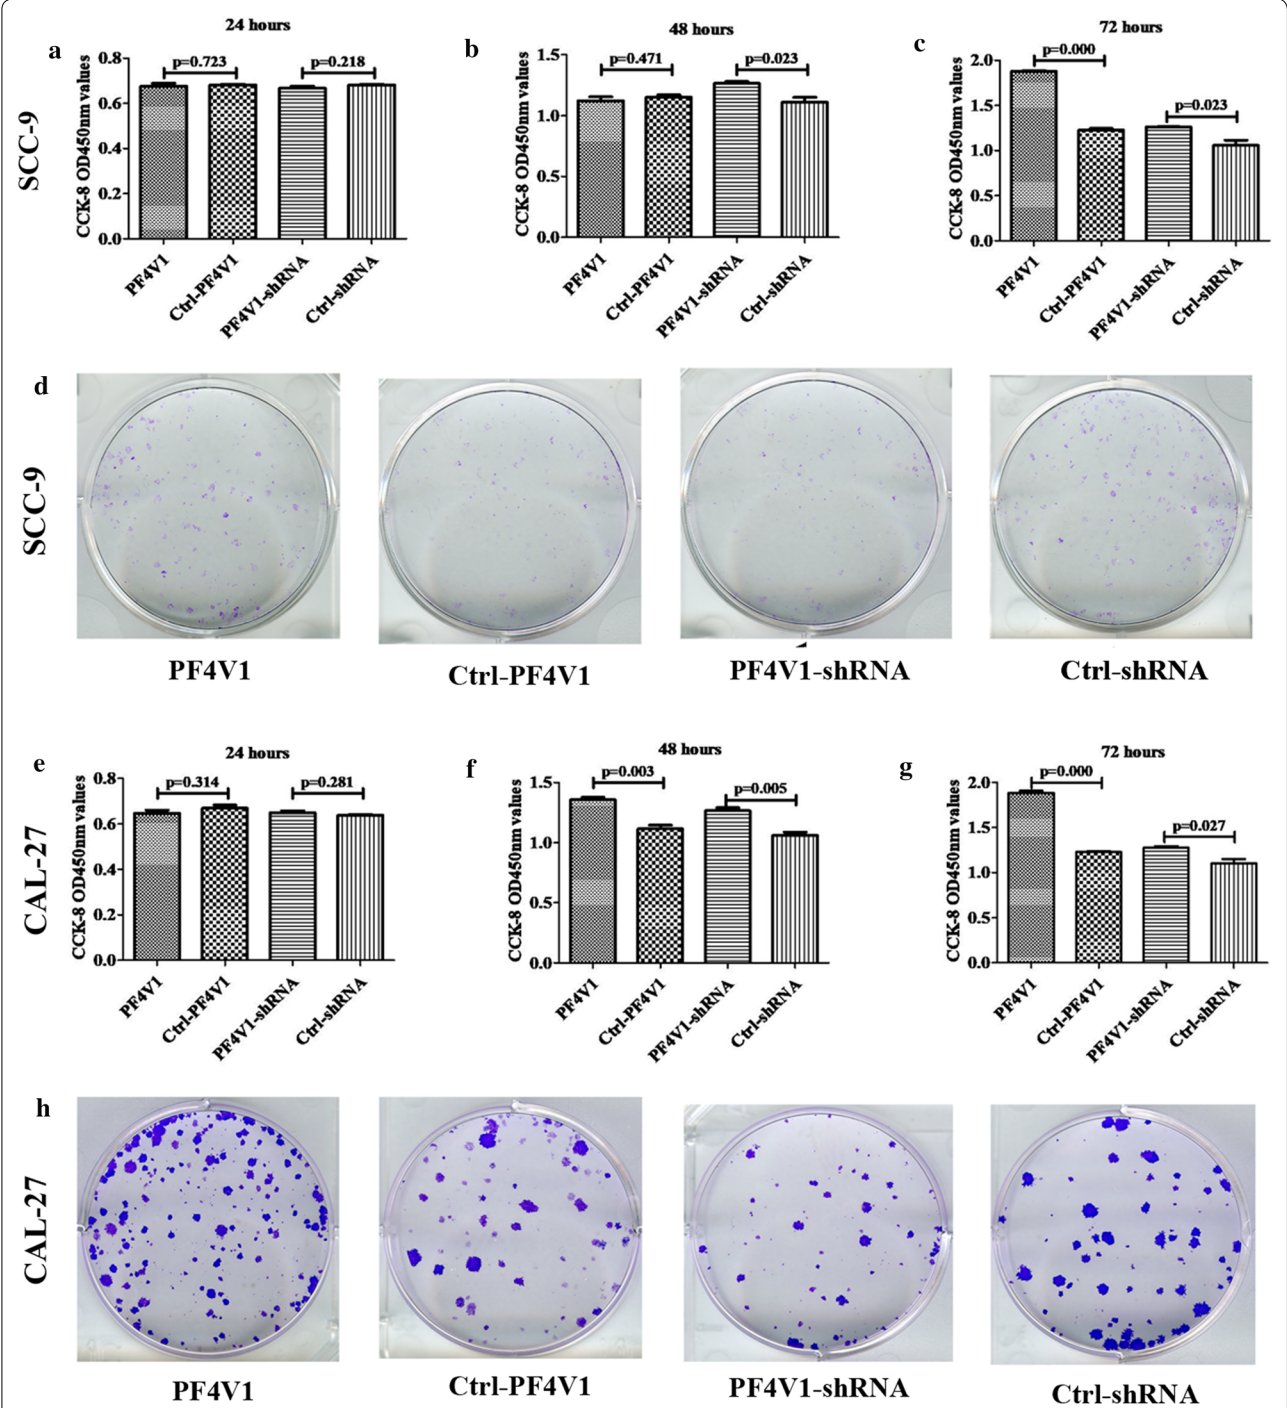 a
24 hours
SCC-9
CCK-8 OD450nm values
0.8
0.6
0.4
0.2
0.0
p=0.723
p=0.218
PF4V1
Ctrl-PF4V1
PF4V1-shRNA
Ctrl-shRNA
b
48 hours
CCK-8 OD450nm values
1.5
1.0
0.5
0.0
p=0.471
p=0.023
PF4V1
Ctrl-PF4V1
PF4V1-shRNA
Ctrl-shRNA
c
72 hours
CCK-8 OD450nm values
2.0
1.5
1.0
0.5
0.0
p=0.000
p=0.023
PF4V1
Ctrl-PF4V1
PF4V1-shRNA
Ctrl-shRNA
d
SCC-9
PF4V1
Ctrl-PF4V1
PF4V1-shRNA
Ctrl-shRNA
e
24 hours
CAL-27
CCK-8 OD450nm values
0.8
0.6
0.4
0.2
0.0
p=0.314
p=0.281
PF4V1
Ctrl-PF4V1
PF4V1-shRNA
Ctrl-shRNA
f
48 hours
CCK-8 OD450nm values
1.5
1.0
0.5
0.0
p=0.003
p=0.005
PF4V1
Ctrl-PF4V1
PF4V1-shRNA
Ctrl-shRNA
g
72 hours
CCK-8 OD450nm values
2.0
1.5
1.0
0.5
0.0
p=0.000
p=0.027
PF4V1
Ctrl-PF4V1
PF4V1-shRNA
Ctrl-shRNA
h
CAL-27
PF4V1
Ctrl-PF4V1
PF4V1-shRNA
Ctrl-shRNA